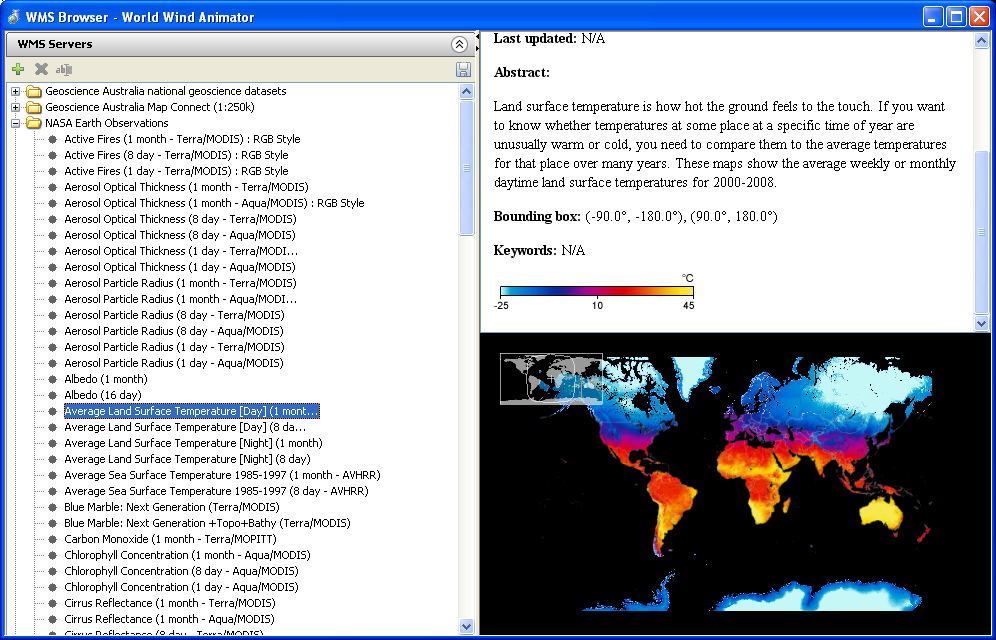 WMS Browser - World Wind Animator
WMS Servers
Geoscience Australia national geoscience datasets
Geoscience Australia Map Connect (1:250k)
NASA Earth Observations
Active Fires (1 month - Terra/MODIS) : RGB Style
Active Fires (8 day - Terra/MODIS) : RGB Style
Active Fires (1 day - Terra/MODIS) : RGB Style
Aerosol Optical Thickness (1 month - Terra/MODIS)
Aerosol Optical Thickness (1 month - Aqua/MODIS) : RGB Style
Aerosol Optical Thickness (8 day - Terra/MODIS)
Aerosol Optical Thickness (8 day - Aqua/MODIS)
Aerosol Optical Thickness (1 day - Terra/MODI...
Aerosol Optical Thickness (1 day - Aqua/MODIS)
Aerosol Particle Radius (1 month - Terra/MODIS)
Aerosol Particle Radius (1 month - Aqua/MODI...
Aerosol Particle Radius (8 day - Terra/MODIS)
Aerosol Particle Radius (8 day - Aqua/MODIS)
Aerosol Particle Radius (1 day - Terra/MODIS)
Aerosol Particle Radius (1 day - Aqua/MODIS)
Albedo (1 month)
Albedo (16 day)
Average Land Surface Temperature [Day] (1 mont...
Average Land Surface Temperature [Day] (8 da...
Average Land Surface Temperature [Night] (1 month)
Average Land Surface Temperature [Night] (8 day)
Average Sea Surface Temperature 1985-1997 (1 month - AVHRR)
Average Sea Surface Temperature 1985-1997 (8 day - AVHRR)
Blue Marble: Next Generation (Terra/MODIS)
Blue Marble: Next Generation +Topo+Bathy (Terra/MODIS)
Carbon Monoxide (1 month - Terra/MOPITT)
Chlorophyll Concentration (1 month - Aqua/MODIS)
Chlorophyll Concentration (8 day - Aqua/MODIS)
Chlorophyll Concentration (1 day - Aqua/MODIS)
Cirrus Reflectance (1 month - Terra/MODIS)
Cirrus Reflectance (1 month - Aqua/MODIS)
Cirrus Reflectance (8 day - Terra/MODIS)
Last updated: N/A
Abstract:
Land surface temperature is how hot the ground feels to the touch. If you want
to know whether temperatures at some place at a specific time of year are
unusually warm or cold, you need to compare them to the average temperatures
for that place over many years. These maps show the average weekly or monthly
daytime land surface temperatures for 2000-2008.
Bounding box: (-90.0°, -180.0°), (90.0°, 180.0°)
Keywords: N/A
°C
-25 10 45